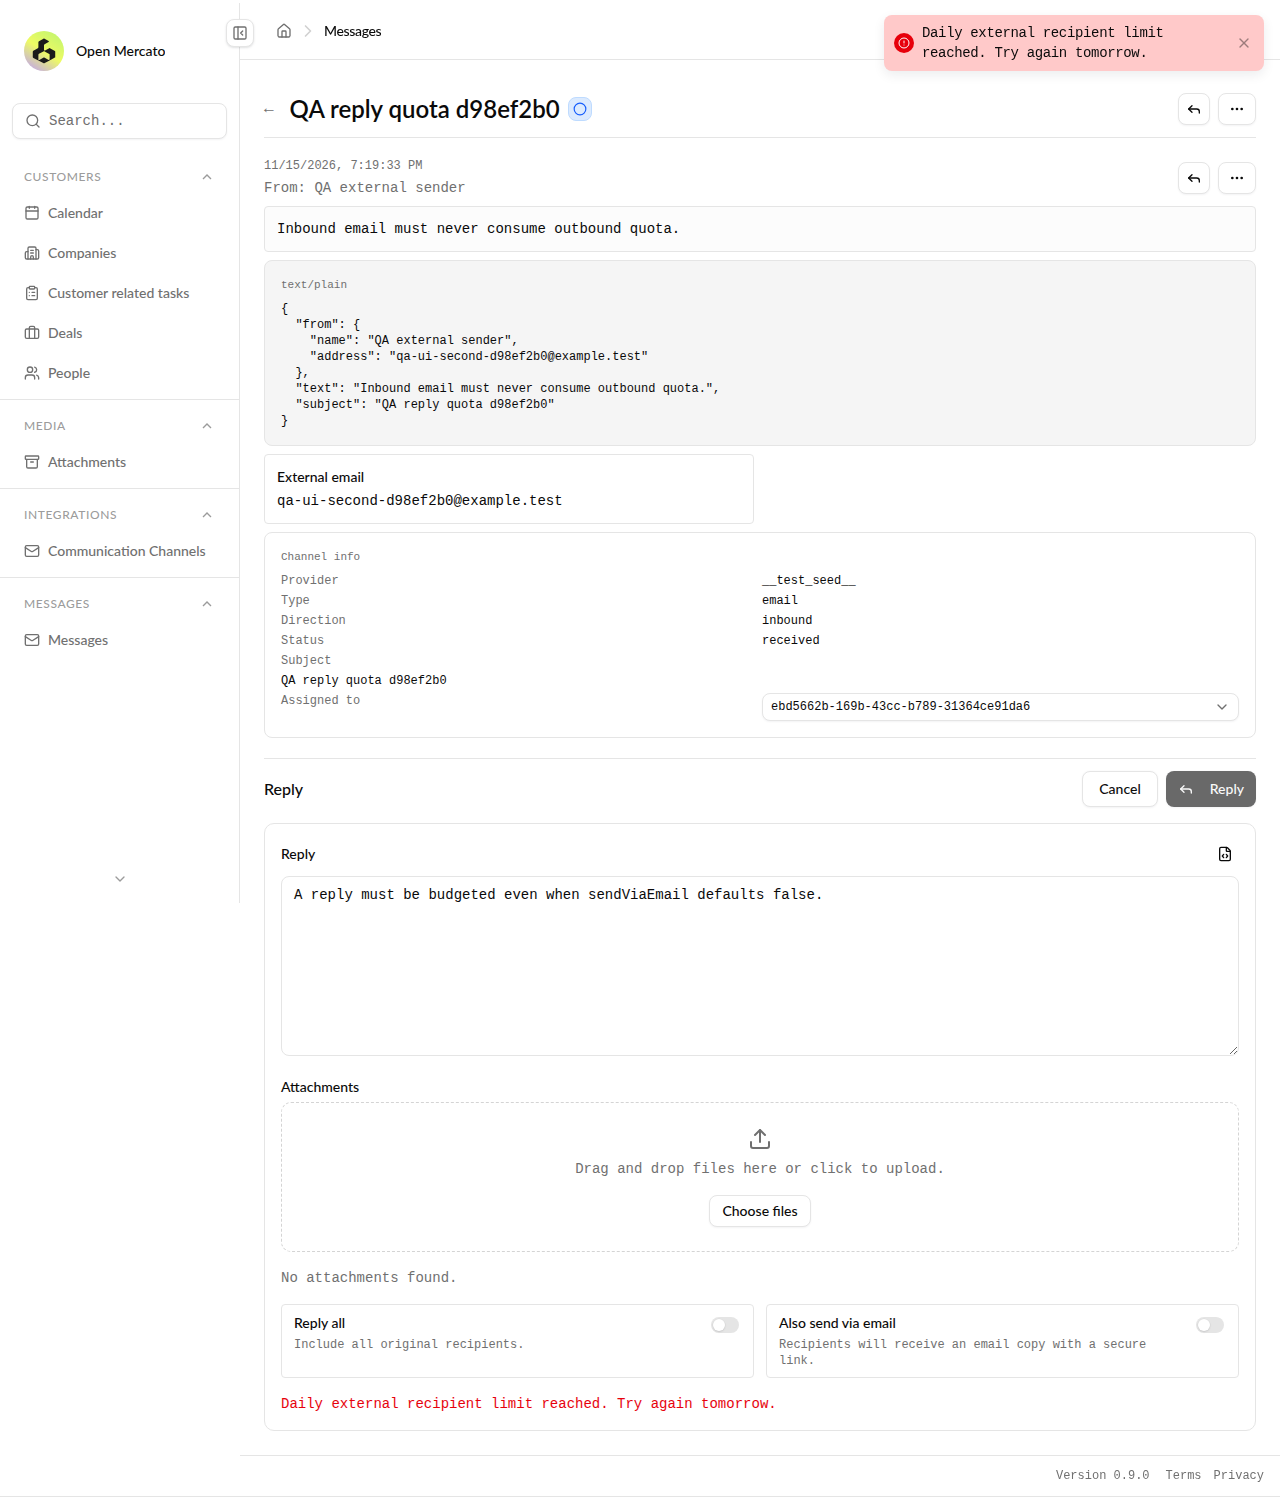 Open Mercato
Search...
CUSTOMERS
Calendar
Companies
Customer related tasks
Deals
People
MEDIA
Attachments
INTEGRATIONS
Communication Channels
MESSAGES
Messages
Messages
Daily external recipient limit
reached. Try again tomorrow.
← QA reply quota d98ef2b0
11/15/2026, 7:19:33 PM
From: QA external sender
Inbound email must never consume outbound quota.
text/plain
{
  "from": {
    "name": "QA external sender",
    "address": "qa-ui-second-d98ef2b0@example.test"
  },
  "text": "Inbound email must never consume outbound quota.",
  "subject": "QA reply quota d98ef2b0"
}
External email
qa-ui-second-d98ef2b0@example.test
Channel info
Provider __test_seed__
Type email
Direction inbound
Status received
Subject
QA reply quota d98ef2b0
Assigned to ebd5662b-169b-43cc-b789-31364ce91da6
Reply Cancel Reply
Reply
A reply must be budgeted even when sendViaEmail defaults false.
Attachments
Drag and drop files here or click to upload.
Choose files
No attachments found.
Reply all
Include all original recipients.
Also send via email
Recipients will receive an email copy with a secure
link.
Daily external recipient limit reached. Try again tomorrow.
Version 0.9.0 Terms Privacy